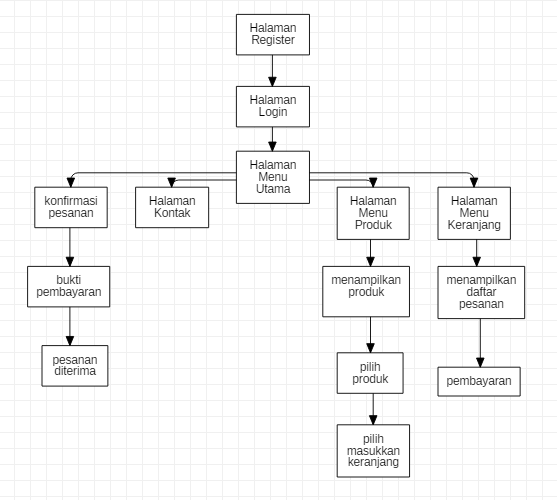 Halaman
Register
Halaman
Login
Halaman
Menu
Utama
konfirmasi
pesanan
Halaman
Kontak
Halaman
Menu
Produk
Halaman
Menu
Keranjang
bukti
pembayaran
menampilkan
produk
menampilkan
daftar
pesanan
pesanan
diterima
pilih
produk
pembayaran
pilih
masukkan
keranjang